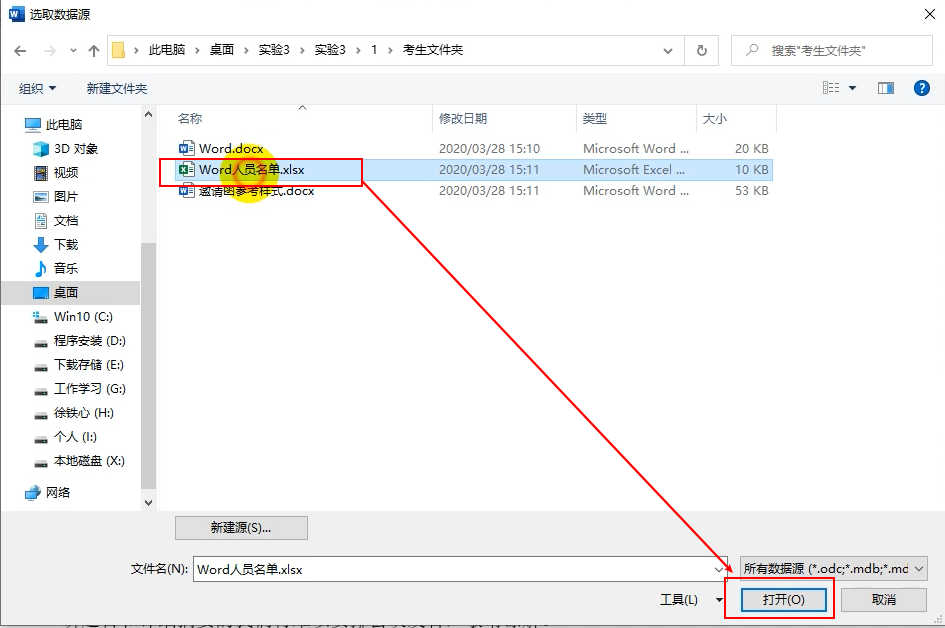 选取数据源
此电脑 › 桌面 › 实验3 › 实验3 › 1 › 考生文件夹
搜索"考生文件夹"
组织
新建文件夹
名称 修改日期 类型 大小
Word.docx 2020/03/28 15:10 Microsoft Word ... 20 KB
Word人员名单.xlsx 2020/03/28 15:11 Microsoft Excel ... 10 KB
邀请图参考样式.docx 2020/03/28 15:11 Microsoft Word ... 53 KB
此电脑
3D 对象
视频
图片
文档
下载
音乐
桌面
Win10 (C:)
程序安装 (D:)
下载存储 (E:)
工作学习 (G:)
徐铁心 (H:)
个人 (I:)
本地磁盘 (X:)
网络
新建源(S)...
文件名(N): Word人员名单.xlsx
所有数据源 (*.odc;*.mdb;*.md
工具(L)
打开(O)
取消